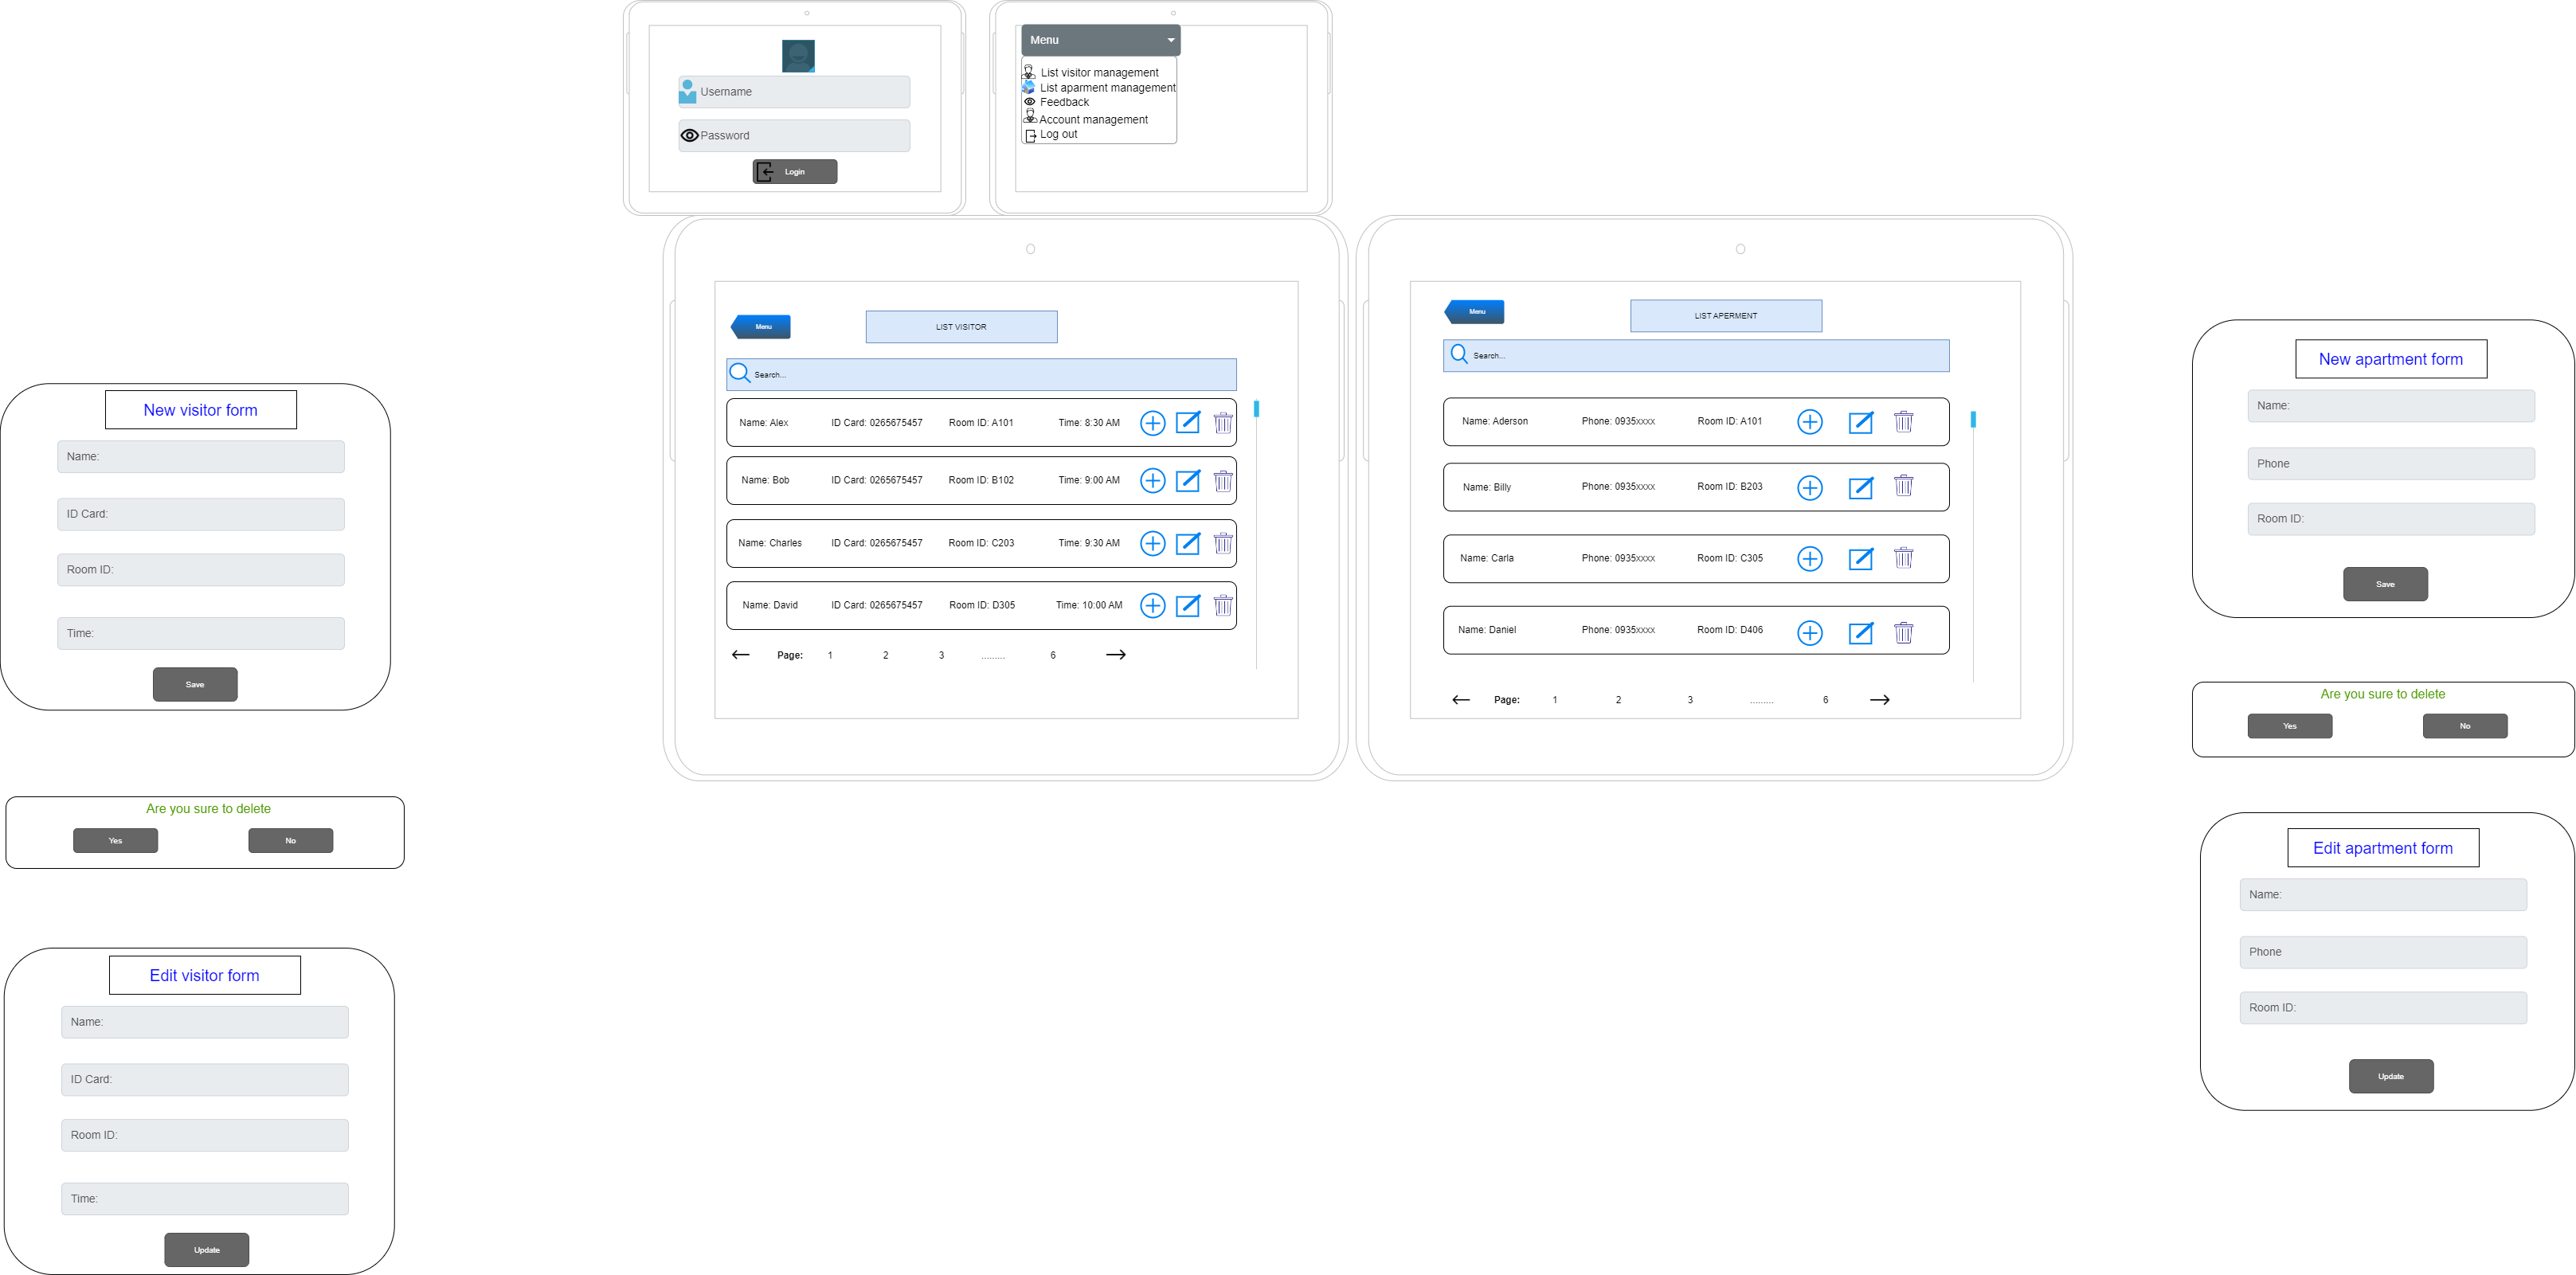 Username
Password
Login
Menu
List visitor management
List aparment management
Feedback
Account management
Log out
Menu
LIST VISITOR
Search...
Name: Alex ID Card: 0265675457 Room ID: A101 Time: 8:30 AM
Name: Bob ID Card: 0265675457 Room ID: B102 Time: 9:00 AM
Name: Charles ID Card: 0265675457 Room ID: C203 Time: 9:30 AM
Name: David ID Card: 0265675457 Room ID: D305 Time: 10:00 AM
Page: 1 2 3 ......... 6
Menu
LIST APERMENT
Search...
Name: Aderson Phone: 0935xxxx Room ID: A101
Name: Billy Phone: 0935xxxx Room ID: B203
Name: Carla Phone: 0935xxxx Room ID: C305
Name: Daniel Phone: 0935xxxx Room ID: D406
Page: 1 2 3 ......... 6
New visitor form
Name:
ID Card:
Room ID:
Time:
Save
Are you sure to delete
Yes No
Edit visitor form
Name:
ID Card:
Room ID:
Time:
Update
New apartment form
Name:
Phone
Room ID:
Save
Are you sure to delete
Yes No
Edit apartment form
Name:
Phone
Room ID:
Update